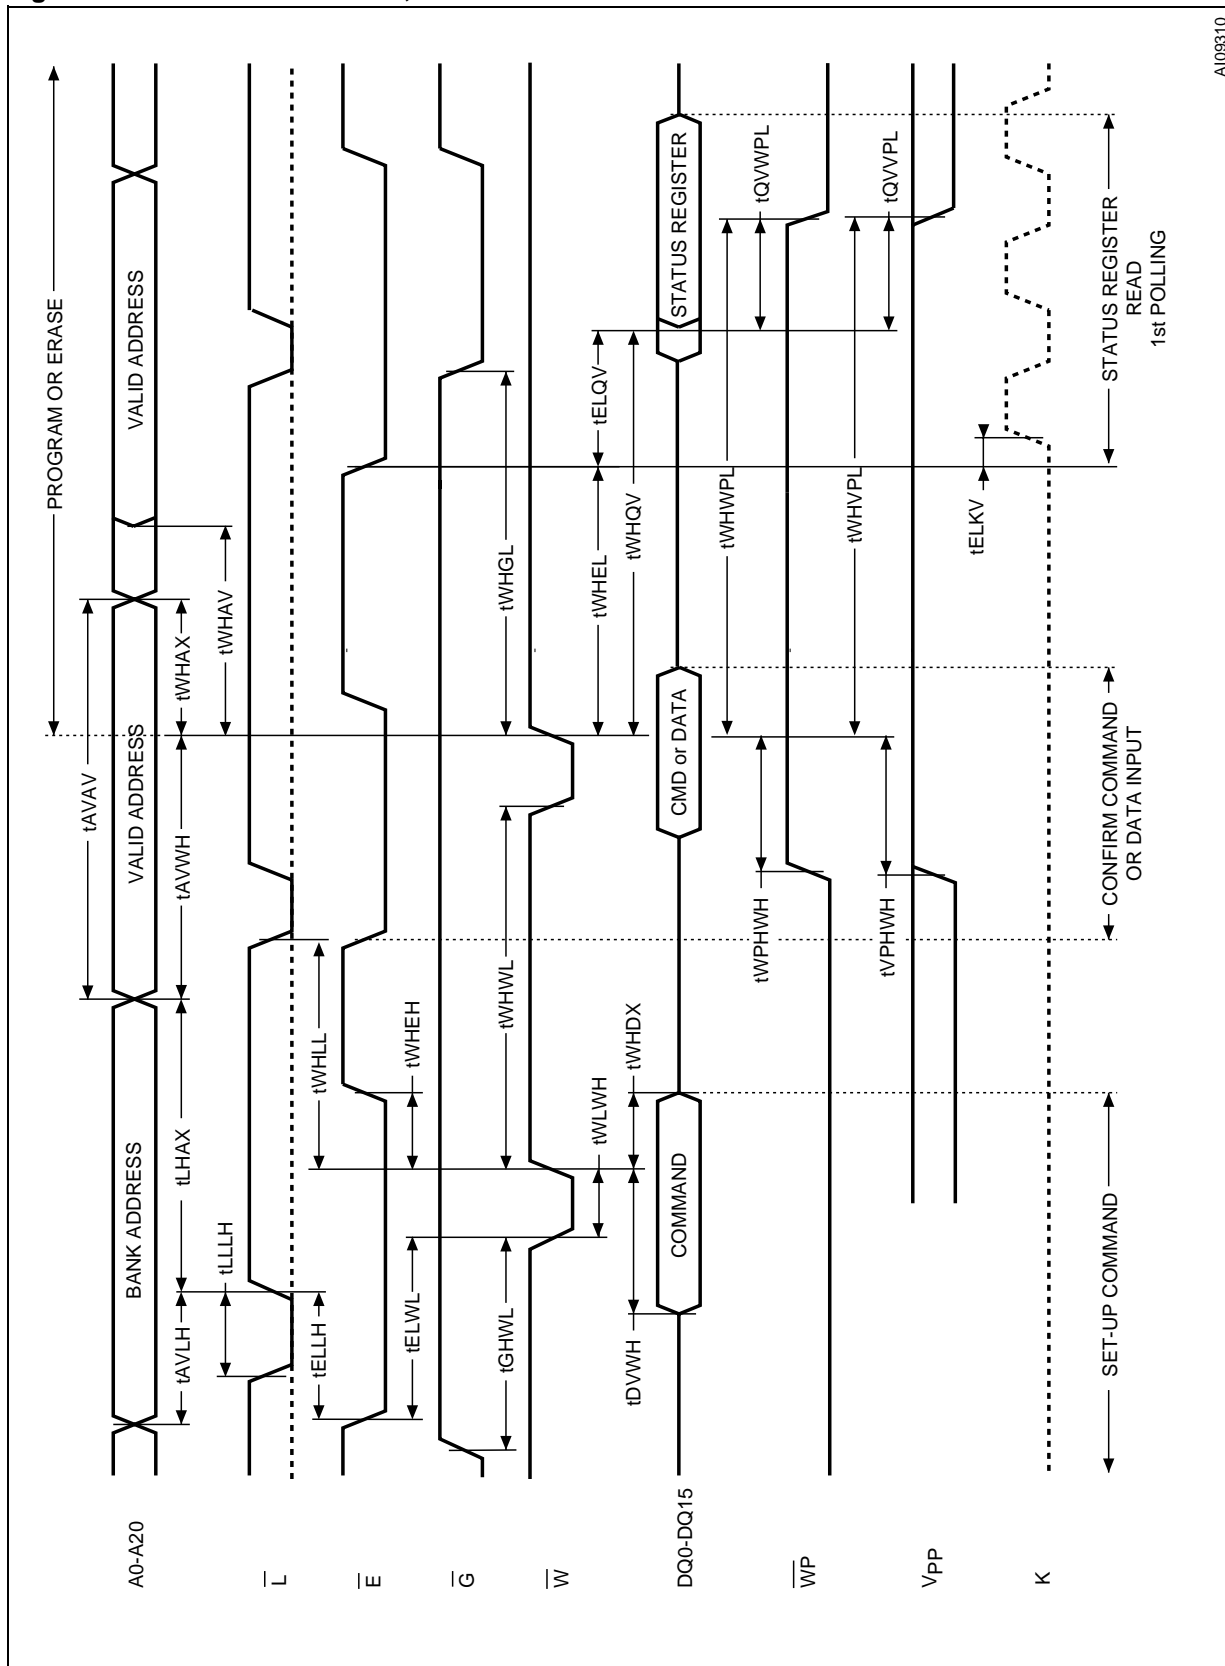 A0-A20
BANK ADDRESS
VALID ADDRESS
VALID ADDRESS
PROGRAM OR ERASE
tAVAV
tAVLH
tLHAX
tAVWH
tWHAX
tLLLH
tWHAV
L
tELLH
tWHLL
E
tELWL
tWHEH
G
tGHWL
tWHWL
tWHGL
W
tWLWH
tWHEL
tELQV
tDVWH
tWHDX
tWHQV
DQ0-DQ15
COMMAND
CMD or DATA
STATUS REGISTER
tWHWPL
tWPHWH
tQVWPL
WP
tWHVPL
tVPHWH
tQVVPL
VPP
tELKV
K
SET-UP COMMAND
CONFIRM COMMAND
OR DATA INPUT
STATUS REGISTER
READ
1st POLLING
AI09310